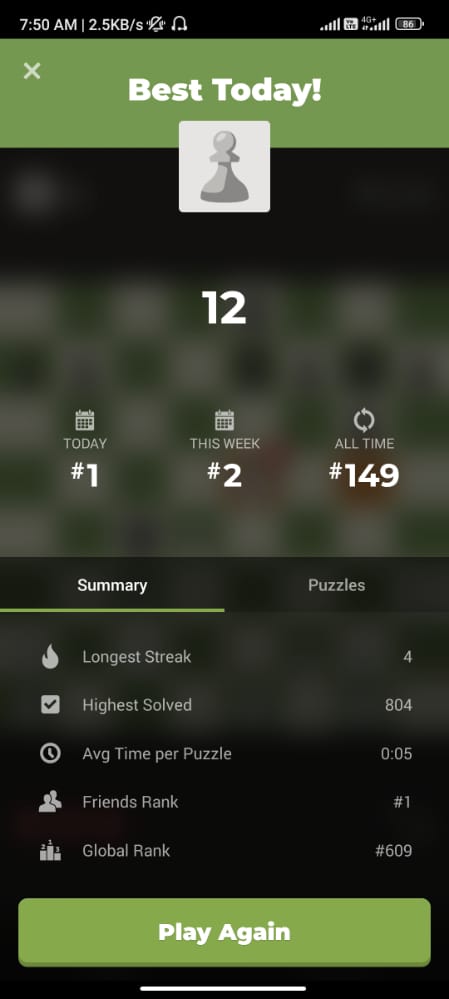 7:50 AM | 2.5KB/s
Vo LTE 4G+ 86
Best Today!
12
TODAY THIS WEEK ALL TIME
#1 #2 #149
Summary Puzzles
Longest Streak 4
Highest Solved 804
Avg Time per Puzzle 0:05
Friends Rank #1
Global Rank #609
Play Again